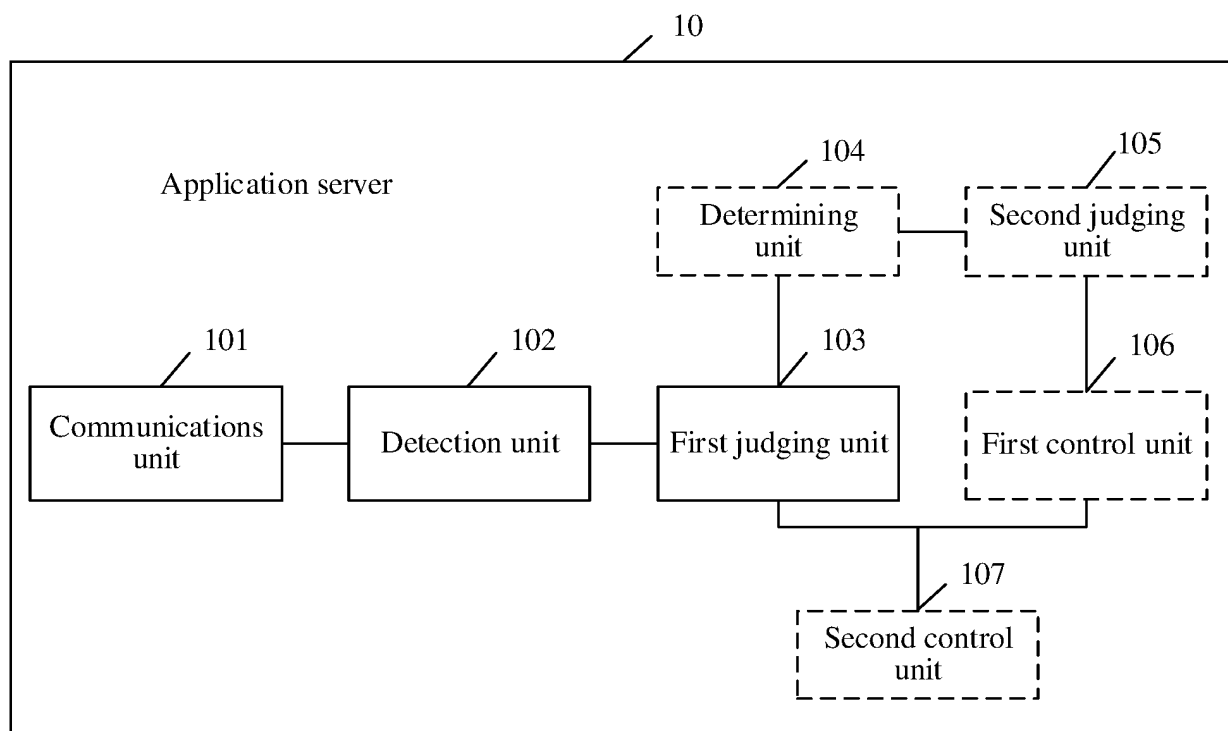 10
Application server
104
105
Determining
unit
Second judging
unit
101
102
103
106
Communications
unit
Detection unit
First judging unit
First control unit
107
Second control
unit